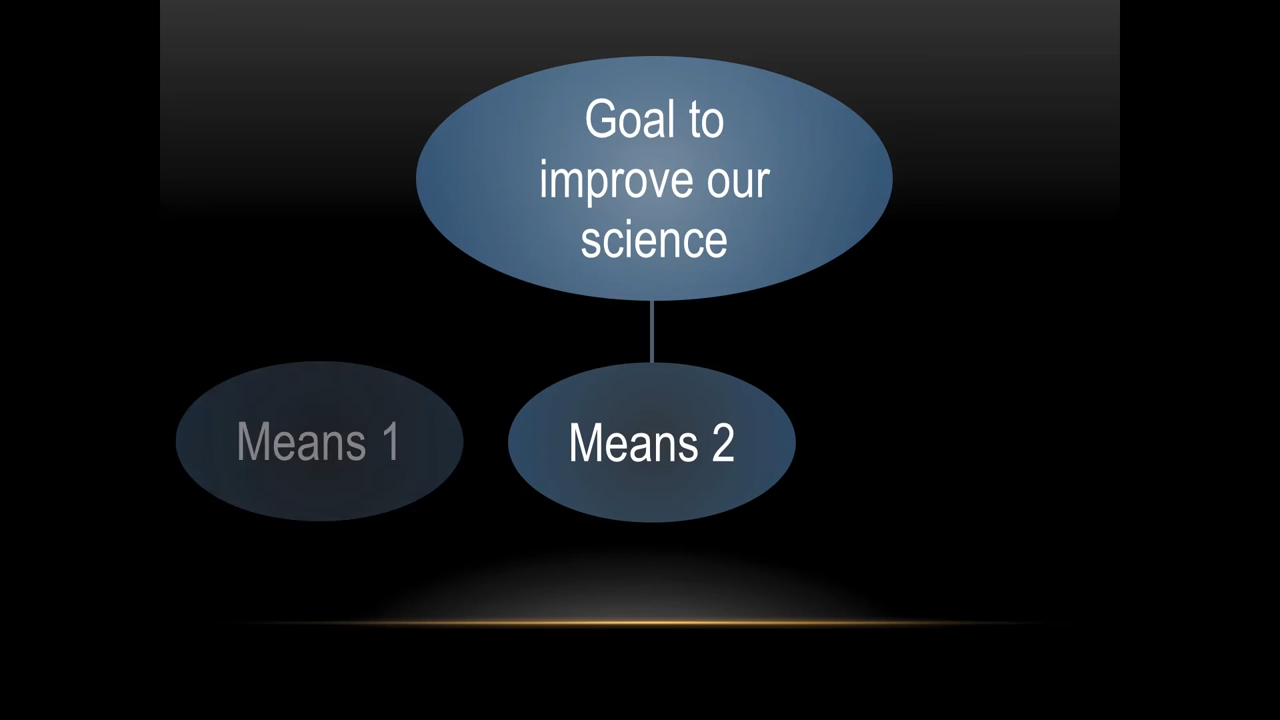 Goal to
improve our
science
Means 1
Means 2